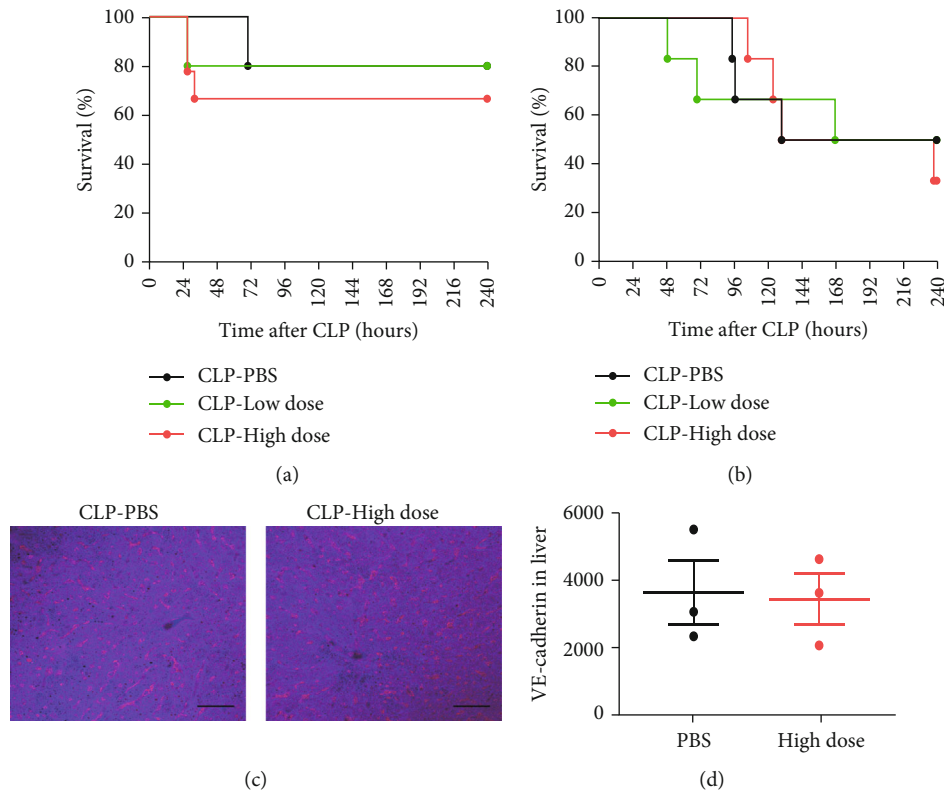 100
80
60
40
20
0
Survival (%)
0 24 48 72 96 120 144 168 192 216 240
Time after CLP (hours)
CLP-PBS
CLP-Low dose
CLP-High dose
(a)
100
80
60
40
20
0
Survival (%)
0 24 48 72 96 120 144 168 192 216 240
Time after CLP (hours)
CLP-PBS
CLP-Low dose
CLP-High dose
(b)
CLP-PBS
CLP-High dose
(c)
6000
4000
2000
0
VE-cadherin in liver
PBS
High dose
(d)